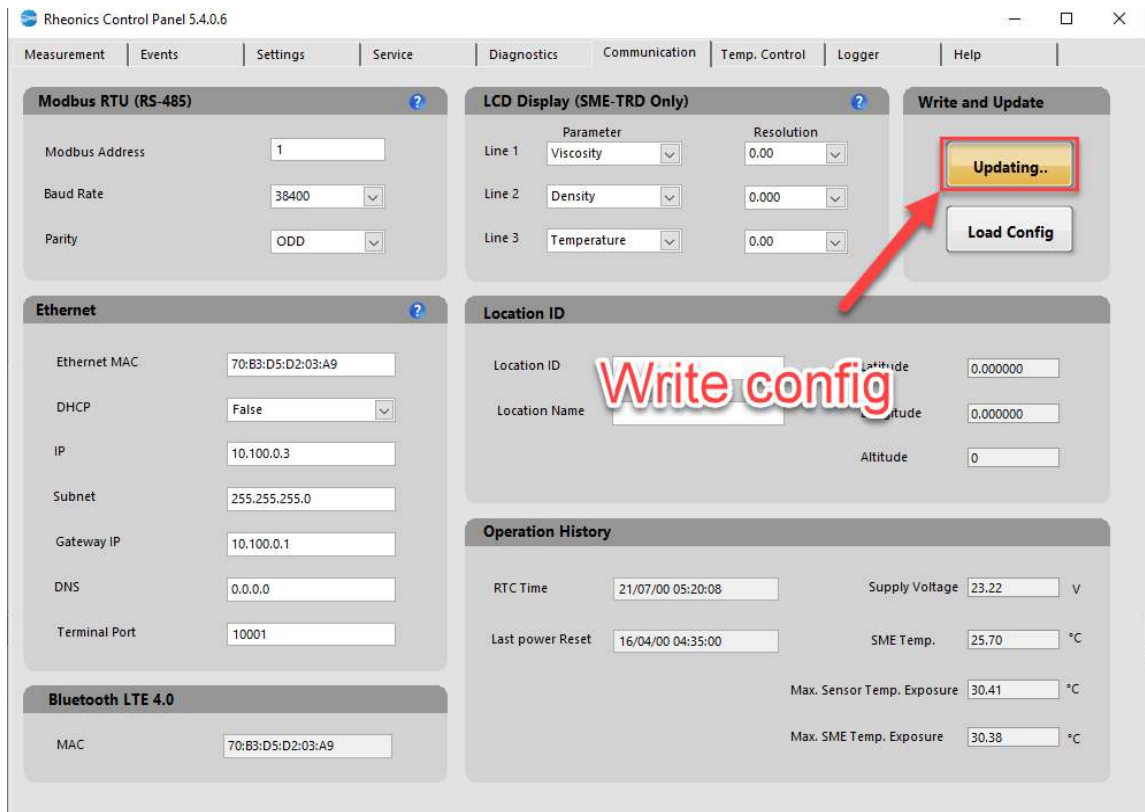 Rheonics Control Panel 5.4.0.6
Measurement Events Settings Service Diagnostics Communication Temp. Control Logger Help
Modbus RTU (RS-485) ?
Modbus Address 1
Baud Rate 38400
Parity ODD
LCD Display (SME-TRD Only) ?
Parameter Resolution
Line 1 Viscosity 0.00
Line 2 Density 0.000
Line 3 Temperature 0.00
Write and Update
Updating..
Load Config
Ethernet ?
Ethernet MAC 70:B3:D5:D2:03:A9
DHCP False
IP 10.100.0.3
Subnet 255.255.255.0
Gateway IP 10.100.0.1
DNS 0.0.0.0
Terminal Port 10001
Location ID
Location ID
Location Name
Write config
0.000000
0.000000
Altitude 0
Operation History
RTC Time 21/07/00 05:20:08
Last power Reset 16/04/00 04:35:00
Supply Voltage 23.22 V
SME Temp. 25.70 °C
Max. Sensor Temp. Exposure 30.41 °C
Max. SME Temp. Exposure 30.38 °C
Bluetooth LTE 4.0
MAC 70:B3:D5:D2:03:A9